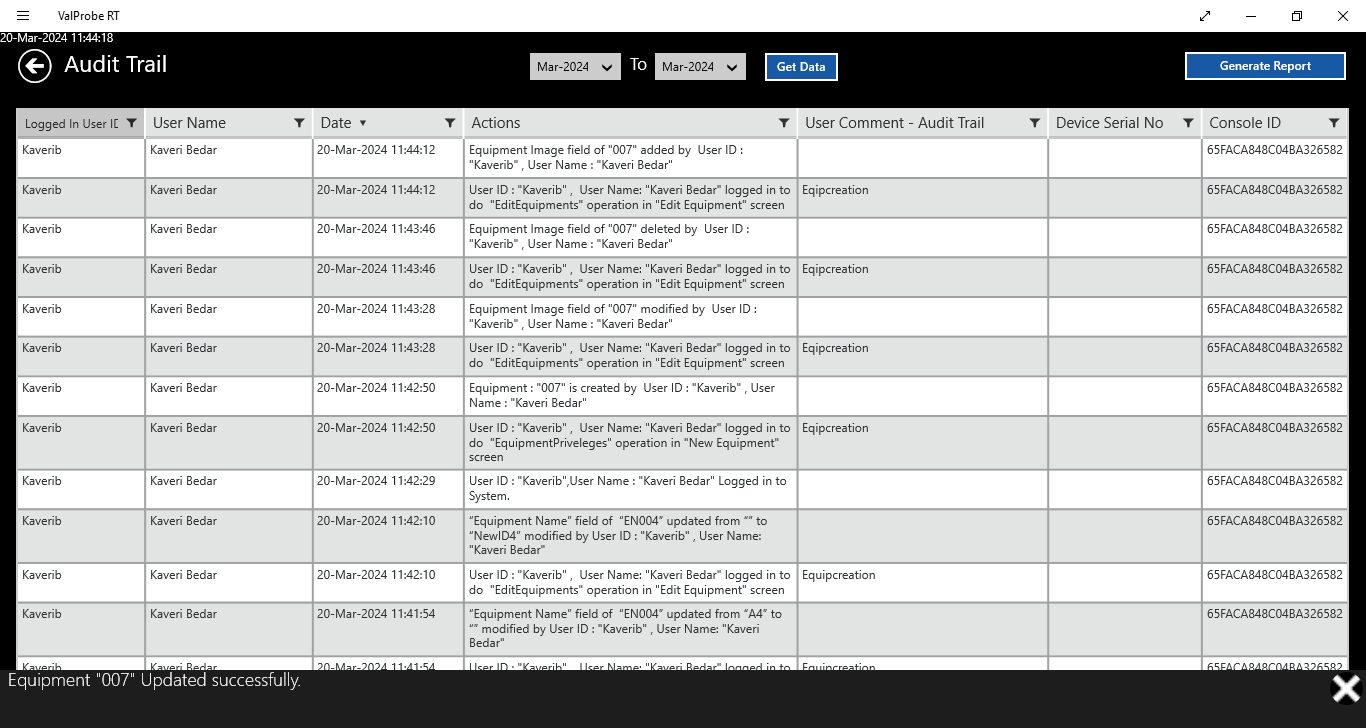 ValProbe RT
20-Mar-2024 11:44:18
Audit Trail
Mar-2024 To Mar-2024 Get Data Generate Report
Logged In User ID User Name Date Actions User Comment - Audit Trail Device Serial No Console ID
Kaverib Kaveri Bedar 20-Mar-2024 11:44:12 Equipment Image field of "007" added by User ID : 65FACA848C04BA326582
"Kaverib" , User Name : "Kaveri Bedar"
Kaverib Kaveri Bedar 20-Mar-2024 11:44:12 User ID : "Kaverib" , User Name: "Kaveri Bedar" logged in to Eqipcreation 65FACA848C04BA326582
do "EditEquipments" operation in "Edit Equipment" screen
Kaverib Kaveri Bedar 20-Mar-2024 11:43:46 Equipment Image field of "007" deleted by User ID : 65FACA848C04BA326582
"Kaverib" , User Name : "Kaveri Bedar"
Kaverib Kaveri Bedar 20-Mar-2024 11:43:46 User ID : "Kaverib" , User Name: "Kaveri Bedar" logged in to Eqipcreation 65FACA848C04BA326582
do "EditEquipments" operation in "Edit Equipment" screen
Kaverib Kaveri Bedar 20-Mar-2024 11:43:28 Equipment Image field of "007" modified by User ID : 65FACA848C04BA326582
"Kaverib" , User Name : "Kaveri Bedar"
Kaverib Kaveri Bedar 20-Mar-2024 11:43:28 User ID : "Kaverib" , User Name: "Kaveri Bedar" logged in to Eqipcreation 65FACA848C04BA326582
do "EditEquipments" operation in "Edit Equipment" screen
Kaverib Kaveri Bedar 20-Mar-2024 11:42:50 Equipment : "007" is created by User ID : "Kaverib" , User 65FACA848C04BA326582
Name : "Kaveri Bedar"
Kaverib Kaveri Bedar 20-Mar-2024 11:42:50 User ID : "Kaverib" , User Name: "Kaveri Bedar" logged in to Eqipcreation 65FACA848C04BA326582
do "EquipmentPriveleges" operation in "New Equipment"
screen
Kaverib Kaveri Bedar 20-Mar-2024 11:42:29 User ID : "Kaverib",User Name : "Kaveri Bedar" Logged in to 65FACA848C04BA326582
System.
Kaverib Kaveri Bedar 20-Mar-2024 11:42:10 “Equipment Name” field of “EN004” updated from “” to 65FACA848C04BA326582
“NewID4” modified by User ID : "Kaverib" , User Name:
"Kaveri Bedar"
Kaverib Kaveri Bedar 20-Mar-2024 11:42:10 User ID : "Kaverib" , User Name: "Kaveri Bedar" logged in to Equipcreation 65FACA848C04BA326582
do "EditEquipments" operation in "Edit Equipment" screen
Kaverib Kaveri Bedar 20-Mar-2024 11:41:54 “Equipment Name” field of “EN004” updated from “A4” to 65FACA848C04BA326582
“” modified by User ID : "Kaverib" , User Name: "Kaveri
Bedar"
Kaverib Kaveri Bedar 20-Mar-2024 11:41:54 User ID : "Kaverib" , User Name: "Kaveri Bedar" logged in to Equipcreation 65FACA848C04BA326582
Equipment "007" Updated successfully.